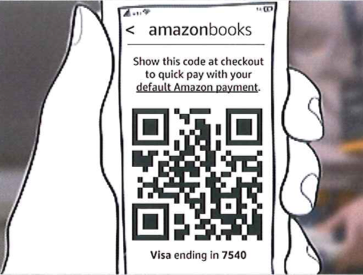 < amazonbooks
Show this code at checkout
to quick pay with your
default Amazon payment.
Visa ending in 7540